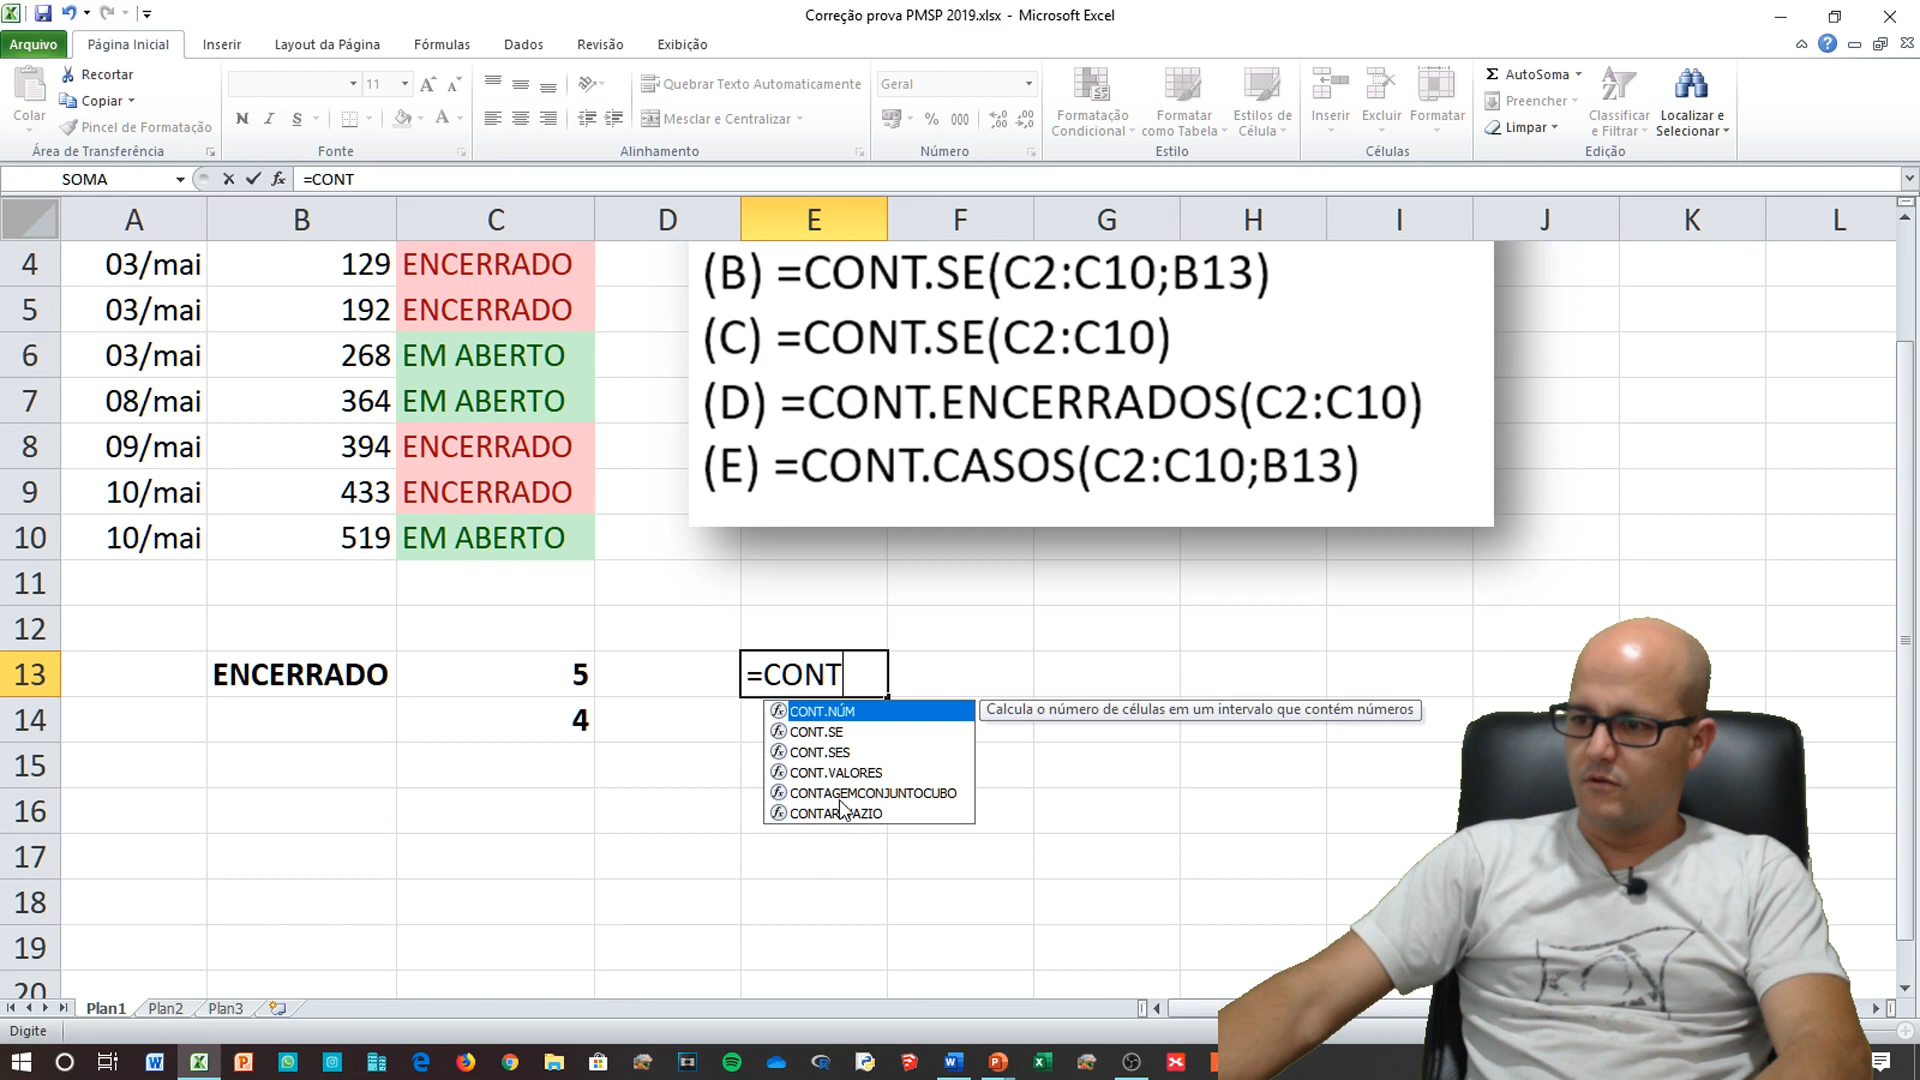 Correção prova PMSP 2019.xlsx - Microsoft Excel
Arquivo Página Inicial Inserir Layout da Página Fórmulas Dados Revisão Exibição
Colar
Recortar
Copiar
Pincel de Formatação
Área de Transferência
11
N I S
Fonte
Quebrar Texto Automaticamente
Mesclar e Centralizar
Alinhamento
Geral
% 000
Número
Formatação Condicional
Formatar como Tabela
Estilos de Célula
Estilo
Inserir
Excluir
Formatar
Células
AutoSoma
Preencher
Limpar
Classificar e Filtrar
Localizar e Selecionar
Edição
SOMA fx =CONT
A B C D E F G H I J K L
4 03/mai 129 ENCERRADO
5 03/mai 192 ENCERRADO
6 03/mai 268 EM ABERTO
7 08/mai 364 EM ABERTO
8 09/mai 394 ENCERRADO
9 10/mai 433 ENCERRADO
10 10/mai 519 EM ABERTO
11
12
13 ENCERRADO 5 =CONT
14 4
15
16
17
18
19
20
(B) =CONT.SE(C2:C10;B13)
(C) =CONT.SE(C2:C10)
(D) =CONT.ENCERRADOS(C2:C10)
(E) =CONT.CASOS(C2:C10;B13)
CONT.NÚM
CONT.SE
CONT.SES
CONT.VALORES
CONTAGEMCONJUNTOCUBO
Calcula o número de células em um intervalo que contém números
Plan1 Plan2 Plan3
Digite